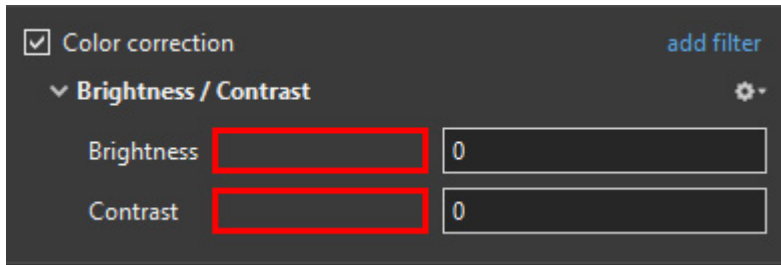 Color correction add filter
Brightness / Contrast
Brightness 0
Contrast 0